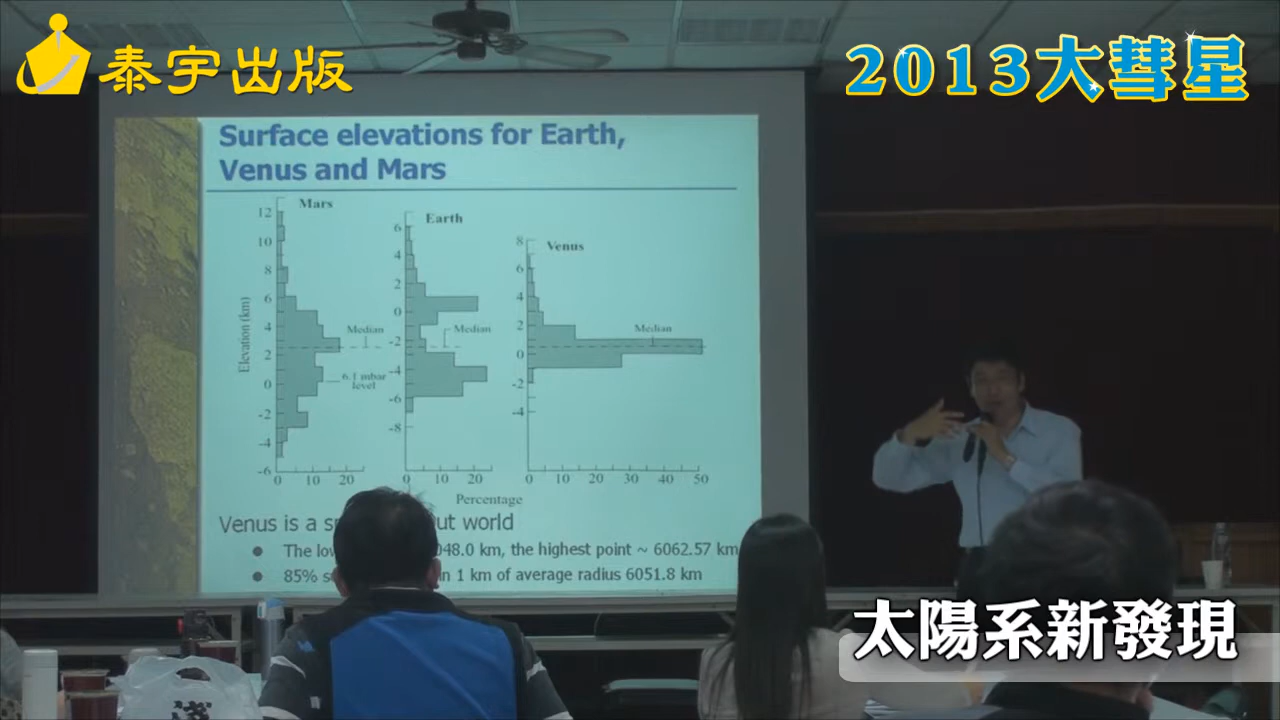 泰宇出版
2013大彗星
Surface elevations for Earth,
Venus and Mars
Mars
Earth
Venus
12
10
8
6
4
2
0
-2
-4
-6
6
4
2
0
-2
-4
-6
-8
8
6
4
2
0
-2
-4
Elevation (km)
Median
Median
Median
6.1 mbar
level
0 10 20
0 10 20
0 10 20 30 40 50
Percentage
Venus is a ut world
The 048.0 km, the highest point ~ 6062.57 km
85% n 1 km of average radius 6051.8 km
太陽系新發現